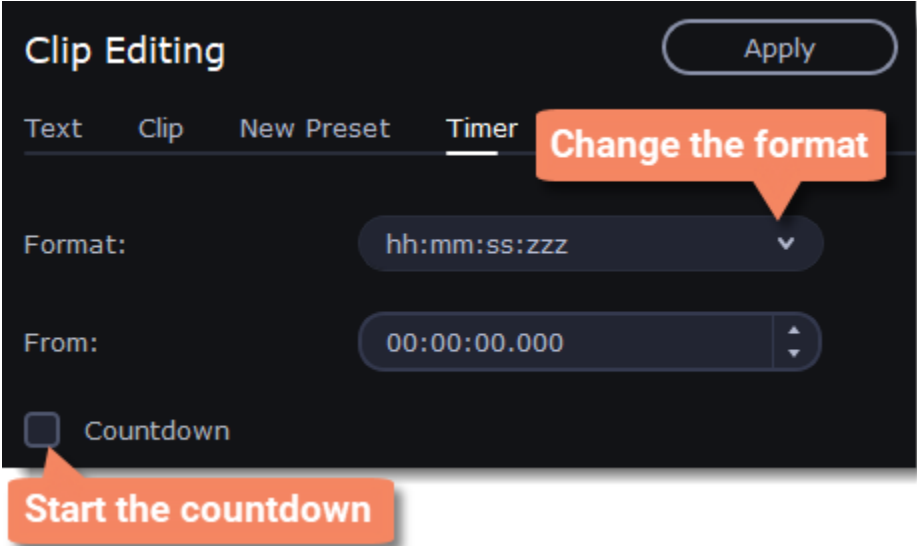 Clip Editing
Apply
Text Clip New Preset Timer
Change the format
Format: hh:mm:ss:zzz
From: 00:00:00.000
Countdown
Start the countdown